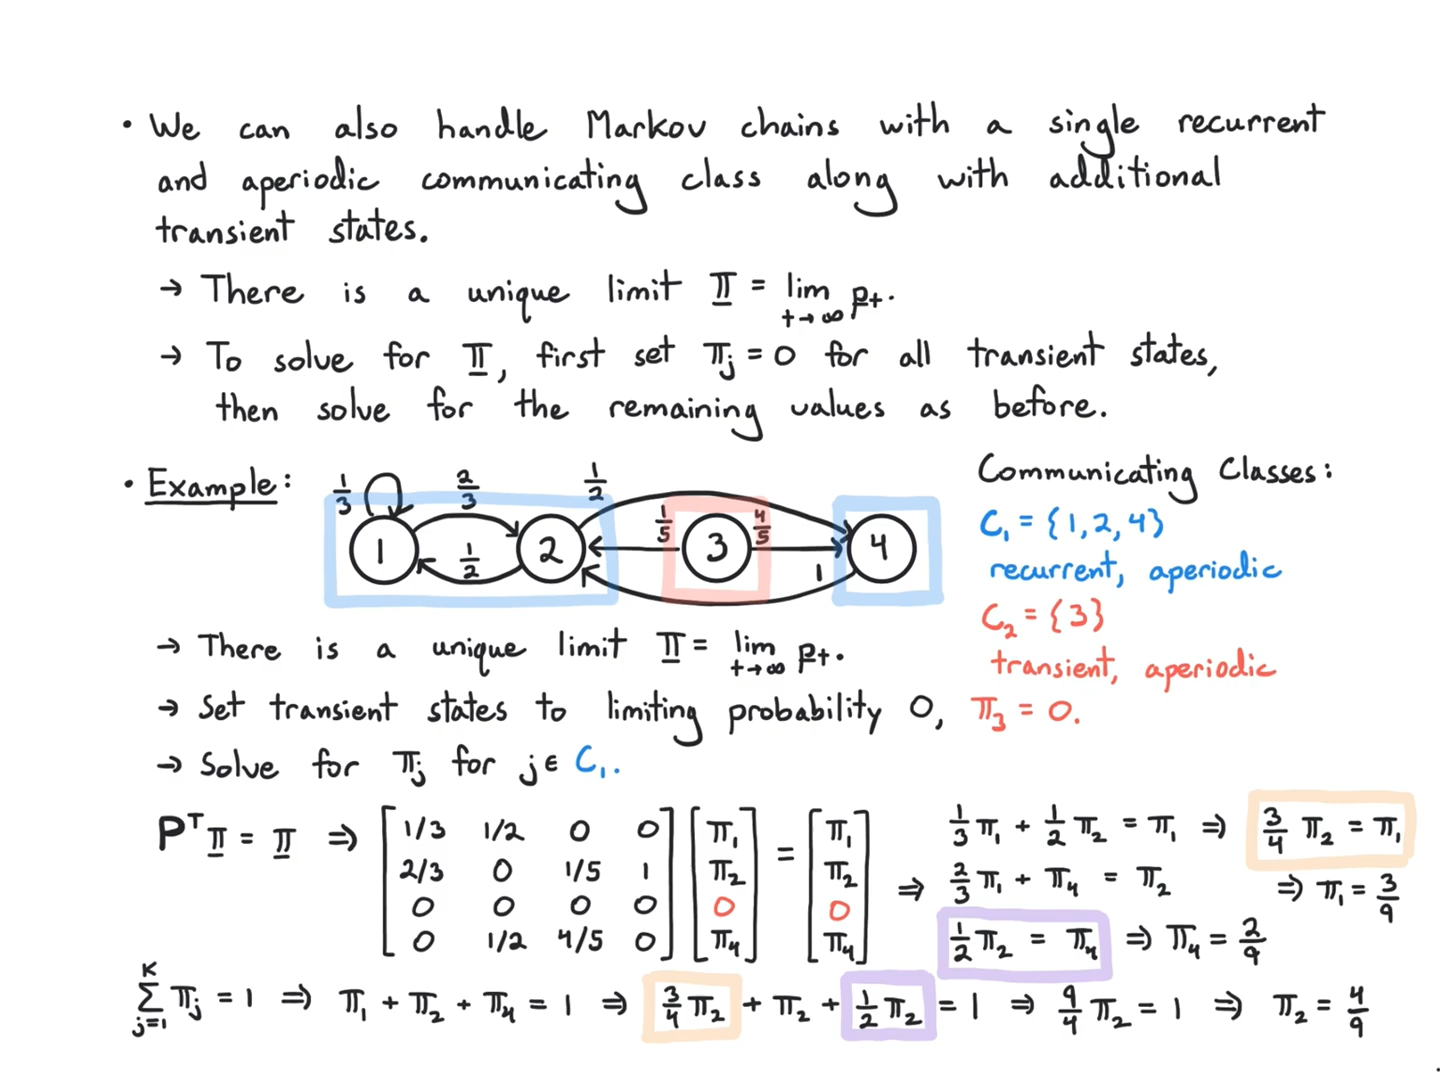 • We can also handle Markov chains with a single recurrent
and aperiodic communicating class along with additional
transient states.
→ There is a unique limit π = lim t→∞ pt.
→ To solve for π, first set πj = 0 for all transient states,
then solve for the remaining values as before.
• Example:
1/3 2/3 1/2
1 2 1/5 3 4/5 4
1/2 1
Communicating Classes:
C1 = {1, 2, 4}
recurrent, aperiodic
C2 = {3}
transient, aperiodic
→ There is a unique limit π = lim t→∞ pt.
→ Set transient states to limiting probability 0, π3 = 0.
→ Solve for πj for j ∈ C1.
P^T π = π ⇒ [1/3 1/2 0 0] [π1] = [π1]
[2/3 0 1/5 1] [π2] [π2]
[0 0 0 0] [0] [0]
[0 1/2 4/5 0] [π4] [π4]
⇒ 1/3 π1 + 1/2 π2 = π1 ⇒ 3/4 π2 = π1
2/3 π1 + π4 = π2 ⇒ π1 = 3/9
1/2 π2 = π4 ⇒ π4 = 2/9
K Σ j=1 πj = 1 ⇒ π1 + π2 + π4 = 1 ⇒ 3/4 π2 + π2 + 1/2 π2 = 1 ⇒ 9/4 π2 = 1 ⇒ π2 = 4/9